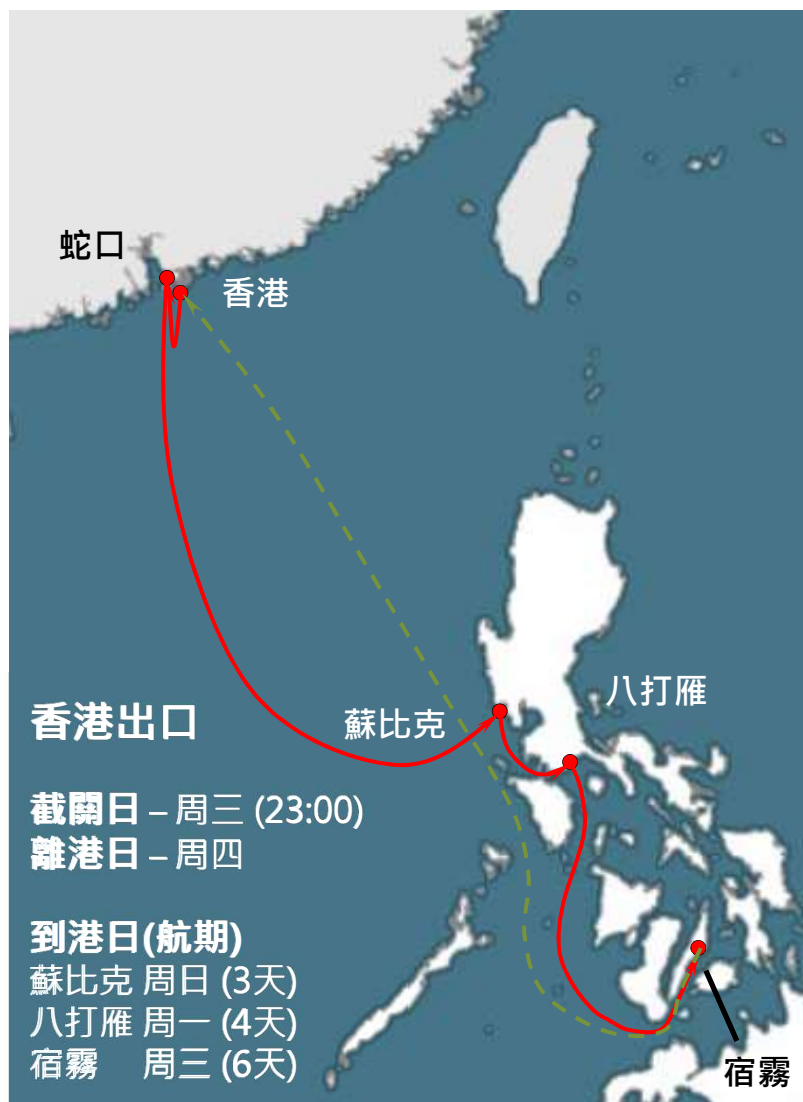 蛇口
香港
八打雁
蘇比克
香港出口
截關日 – 周三 (23:00)
離港日 – 周四
到港日(航期)
蘇比克 周日 (3天)
八打雁 周一 (4天)
宿霧 周三 (6天)
宿霧